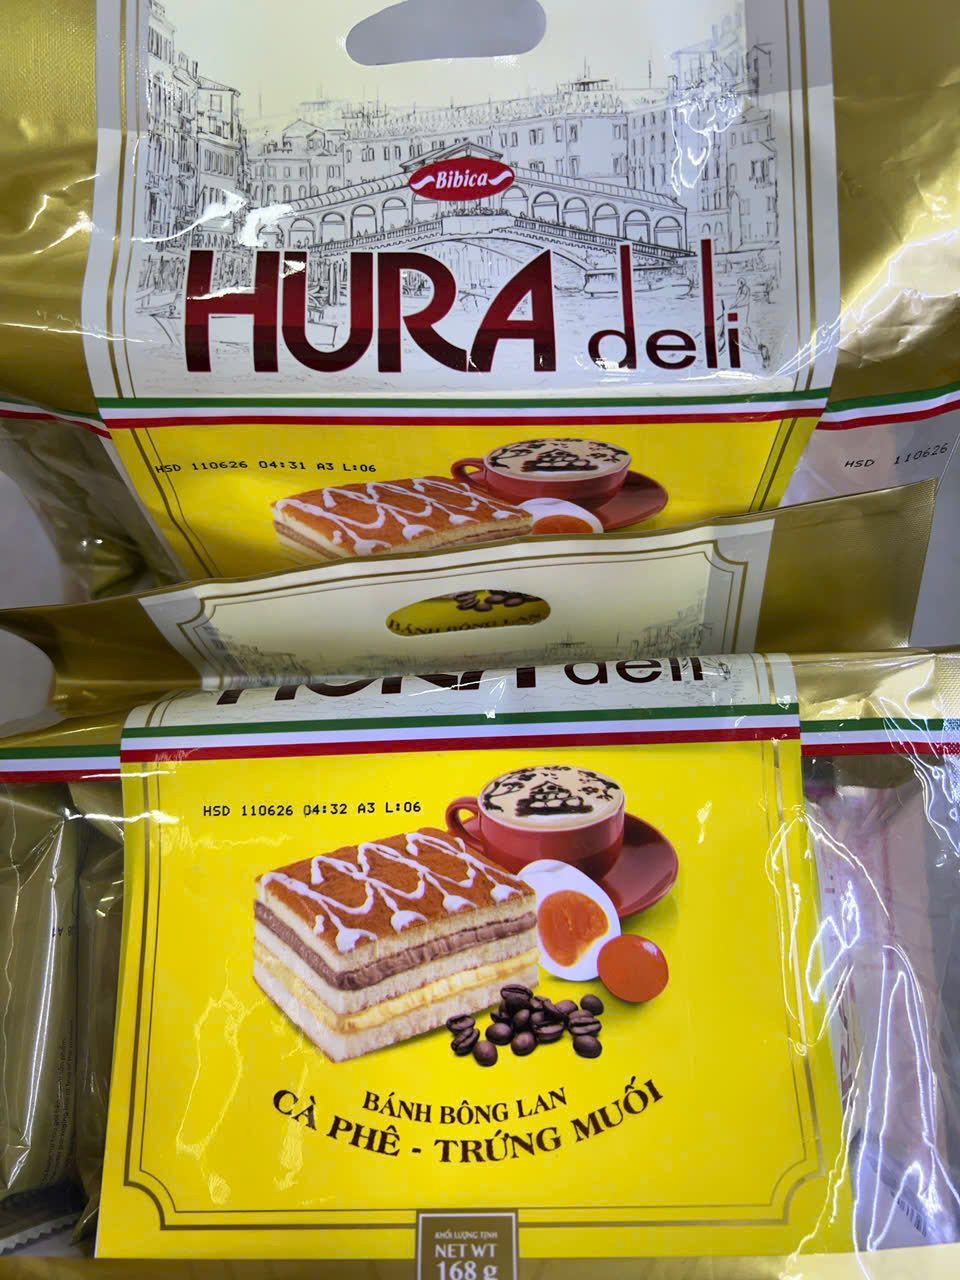 Bibica
HURA deli
HSD 110626 04:31 A3 L:06
HSD 110626
BÁNH BÔNG LAN
HURA deli
HSD 110626 04:32 A3 L:06
BÁNH BÔNG LAN
CÀ PHÊ - TRỨNG MUỐI
KHỐI LƯỢNG TỊNH
NET WT
168 g